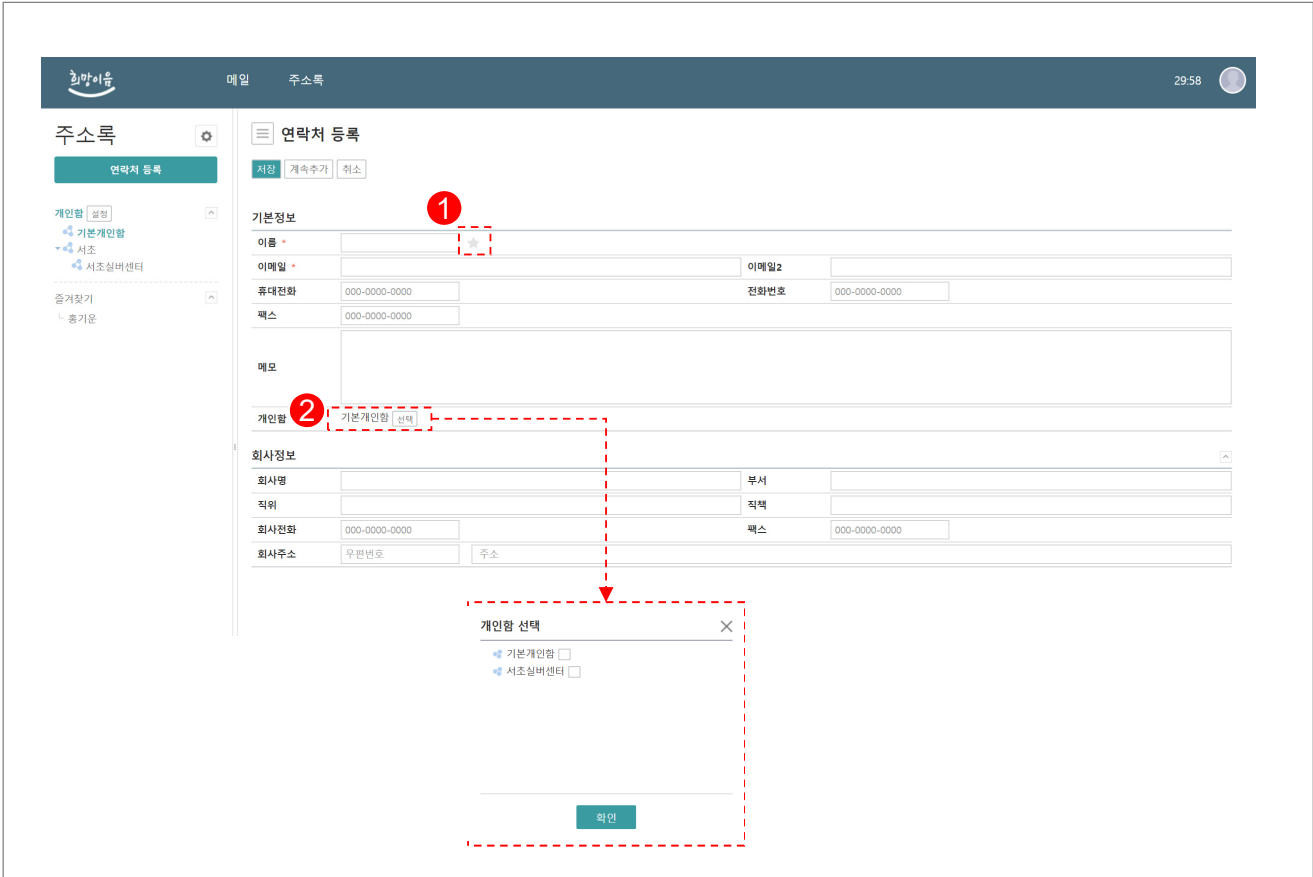 희망이음
메일 주소록 29:58
주소록
연락처 등록
개인함 설정
기본개인함
서초
서초실버센터
즐겨찾기
홍기운
연락처 등록
저장 계속추가 취소
1
기본정보
이름 *
이메일 * 이메일2
휴대전화 000-0000-0000 전화번호 000-0000-0000
팩스 000-0000-0000
메모
2
개인함 기본개인함 선택
회사정보
회사명 부서
직위 직책
회사전화 000-0000-0000 팩스 000-0000-0000
회사주소 우편번호 주소
개인함 선택
기본개인함
서초실버센터
확인